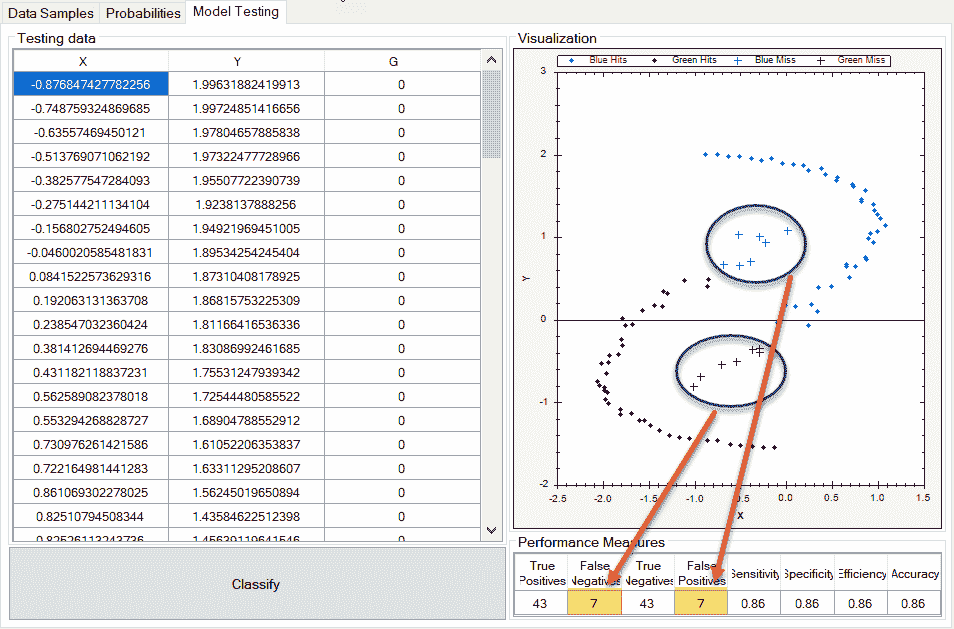 Data Samples Probabilities Model Testing
Testing data
X Y G
-0.876847427782256 1.99631882419913 0
-0.748759324869685 1.99724851416656 0
-0.63557469450121 1.97804657885838 0
-0.513769071062192 1.97322477728966 0
-0.382577547284093 1.95507722390739 0
-0.275144211134104 1.9238137888256 0
-0.156802752494605 1.94921969451005 0
-0.0460020585481831 1.89534254245404 0
0.0841522573629316 1.87310408178925 0
0.192063131363708 1.86815753225309 0
0.238547032360424 1.81166416536336 0
0.381412694469276 1.83086992461685 0
0.431182118837231 1.75531247939342 0
0.562589082378018 1.72544480585522 0
0.553294268828727 1.68904788552912 0
0.730976261421586 1.61052206353837 0
0.722164981441283 1.63311295208607 0
0.861069302278025 1.56245019650894 0
0.82510794508344 1.43584622512398 0
0.82526113243736 1.45639119641546 0
Classify
Visualization
Blue Hits Green Hits Blue Miss Green Miss
3
2
1
Y
0
-1
-2
-2.5 -2.0 -1.5 -1.0 -0.5 0.0 0.5 1.0 1.5
X
Performance Measures
True Positives False Negatives True Negatives False Positives Sensitivity Specificity Efficiency Accuracy
43 7 43 7 0.86 0.86 0.86 0.86